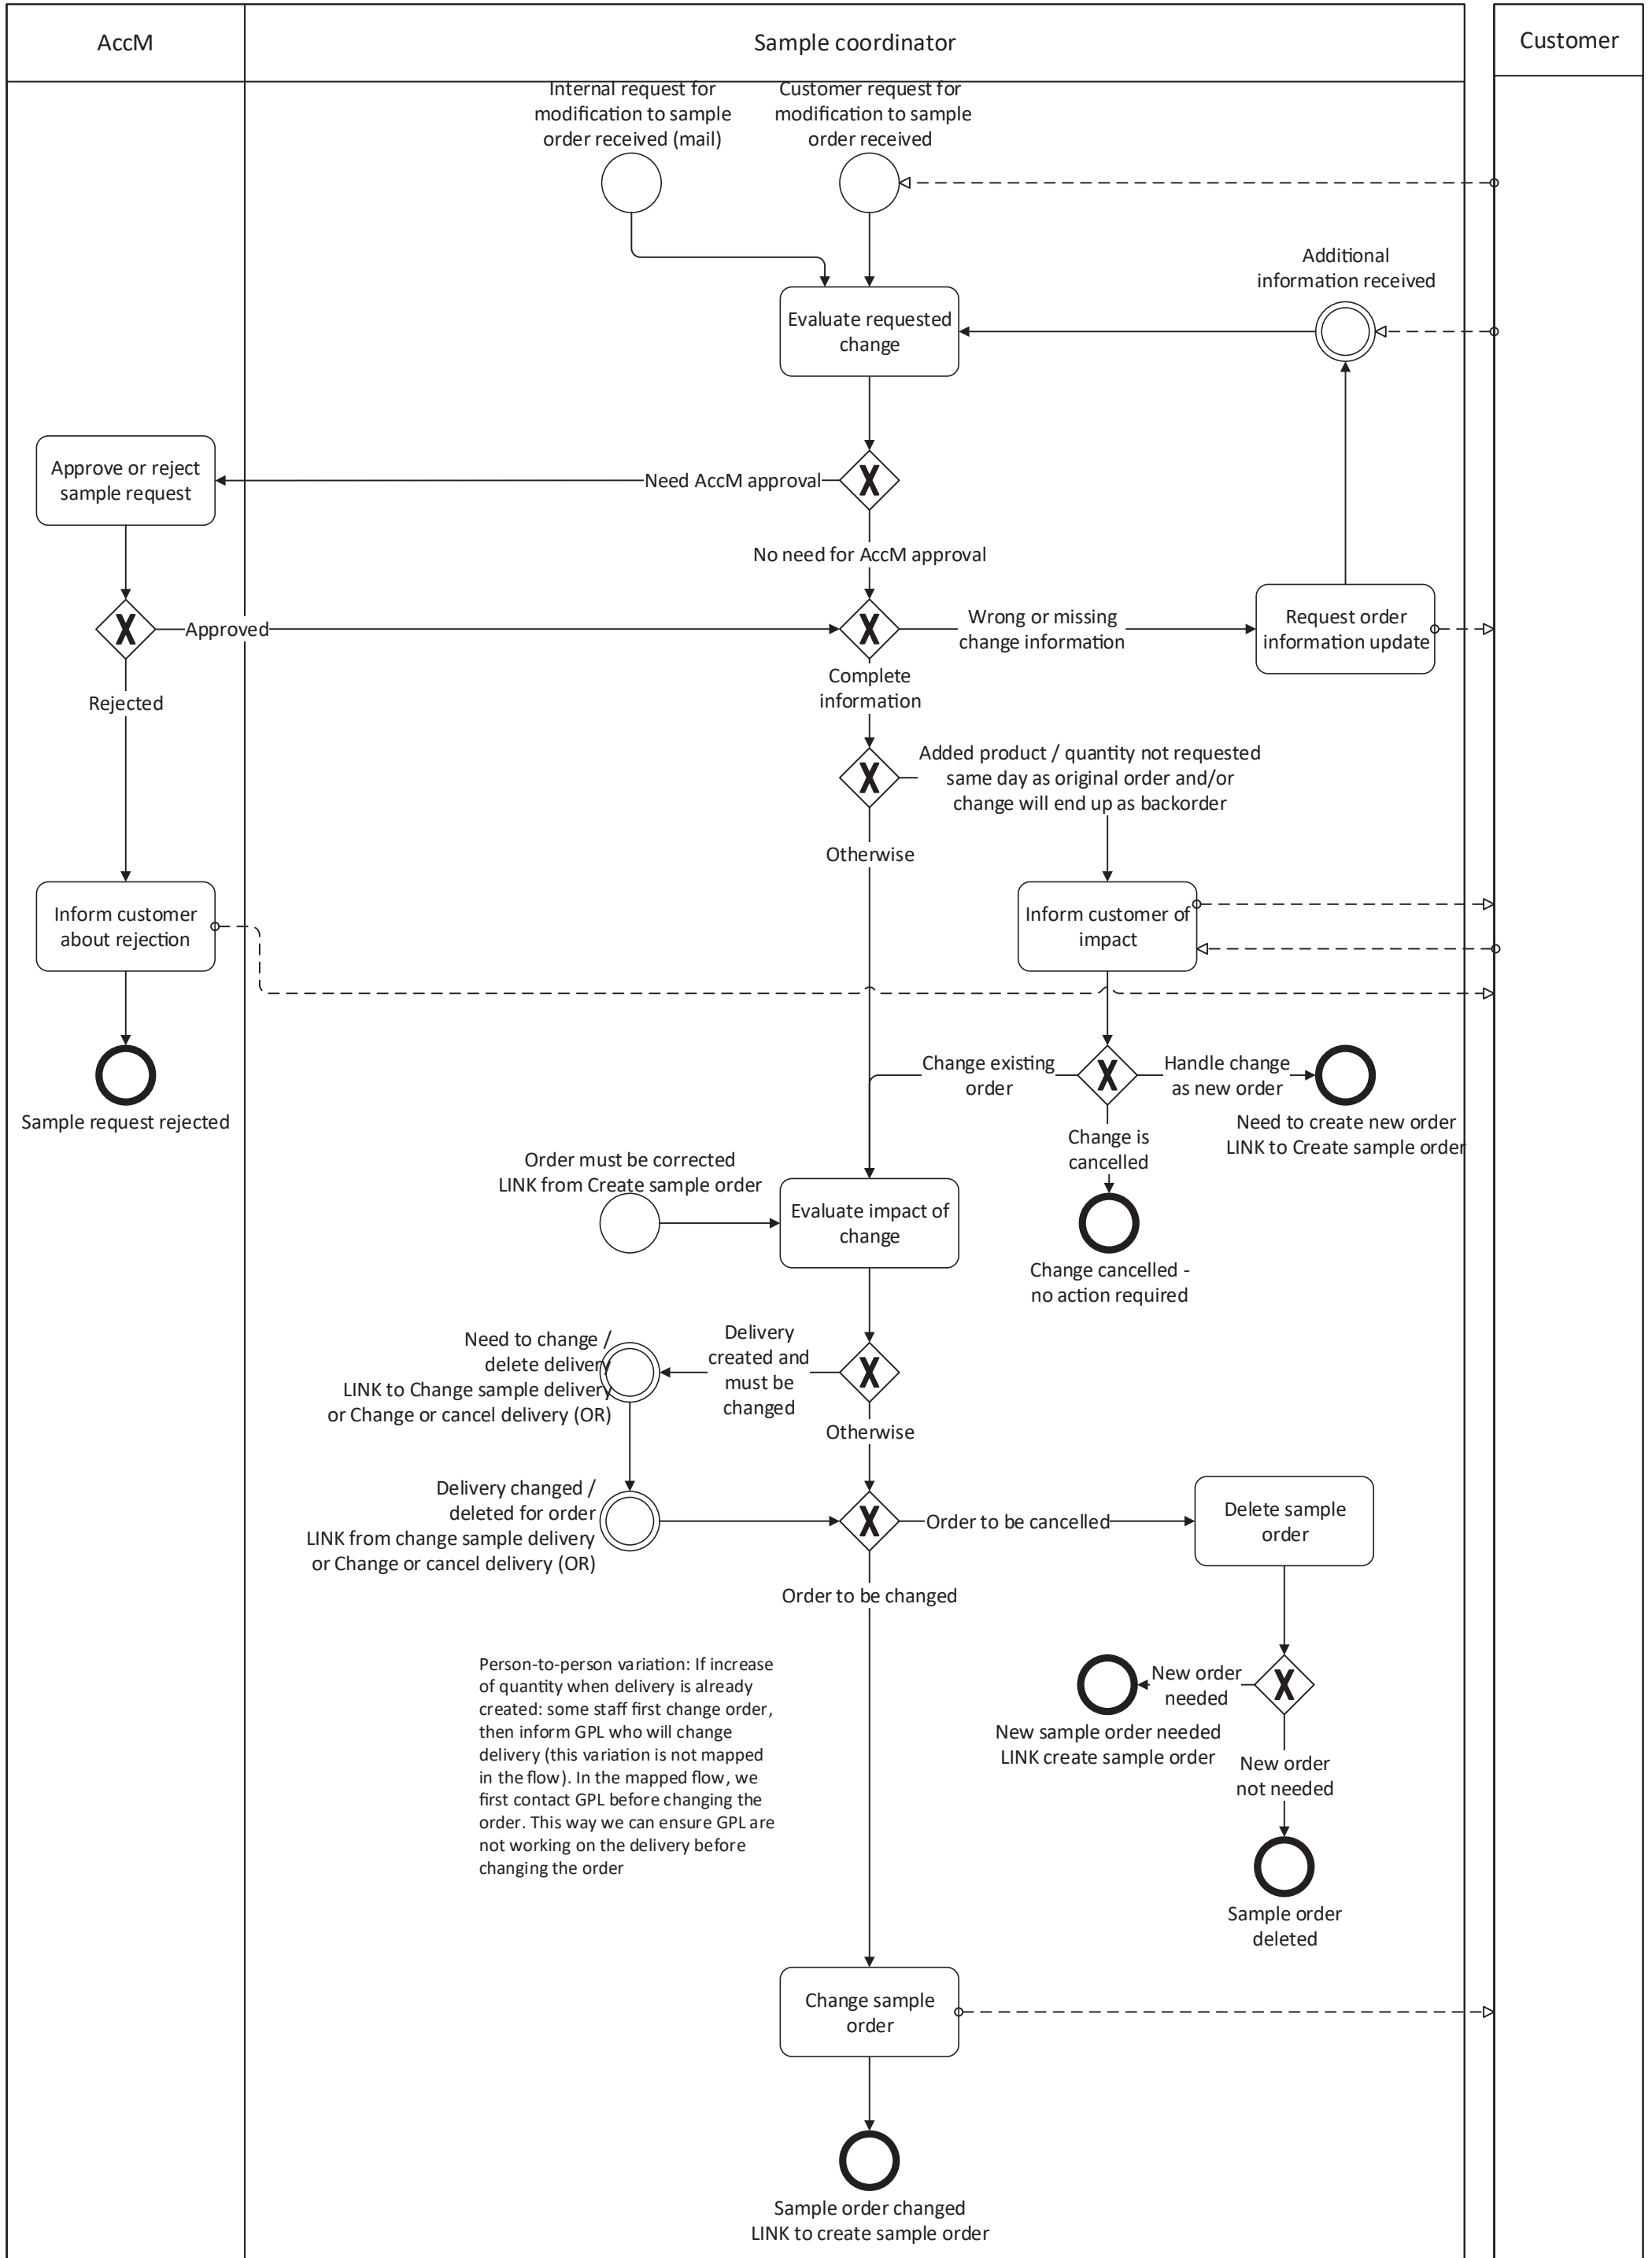 AccM
Sample coordinator
Customer
Internal request for
modification to sample
order received (mail)
Customer request for
modification to sample
order received
Additional
information received
Evaluate requested
change
Approve or reject
sample request
Need AccM approval
No need for AccM approval
Approved
Wrong or missing
change information
Request order
information update
Complete
information
Rejected
Added product / quantity not requested
same day as original order and/or
change will end up as backorder
Otherwise
Inform customer
about rejection
Inform customer of
impact
Change existing
order
Handle change
as new order
Sample request rejected
Need to create new order
LINK to Create sample order
Change is
cancelled
Order must be corrected
LINK from Create sample order
Evaluate impact of
change
Change cancelled -
no action required
Need to change /
delete delivery
LINK to Change sample delivery
or Change or cancel delivery (OR)
Delivery
created and
must be
changed
Otherwise
Delivery changed /
deleted for order
LINK from change sample delivery
or Change or cancel delivery (OR)
Order to be cancelled
Delete sample
order
Order to be changed
Person-to-person variation: If increase
of quantity when delivery is already
created: some staff first change order,
then inform GPL who will change
delivery (this variation is not mapped
in the flow). In the mapped flow, we
first contact GPL before changing the
order. This way we can ensure GPL are
not working on the delivery before
changing the order
New order
needed
New sample order needed
LINK create sample order
New order
not needed
Sample order
deleted
Change sample
order
Sample order changed
LINK to create sample order